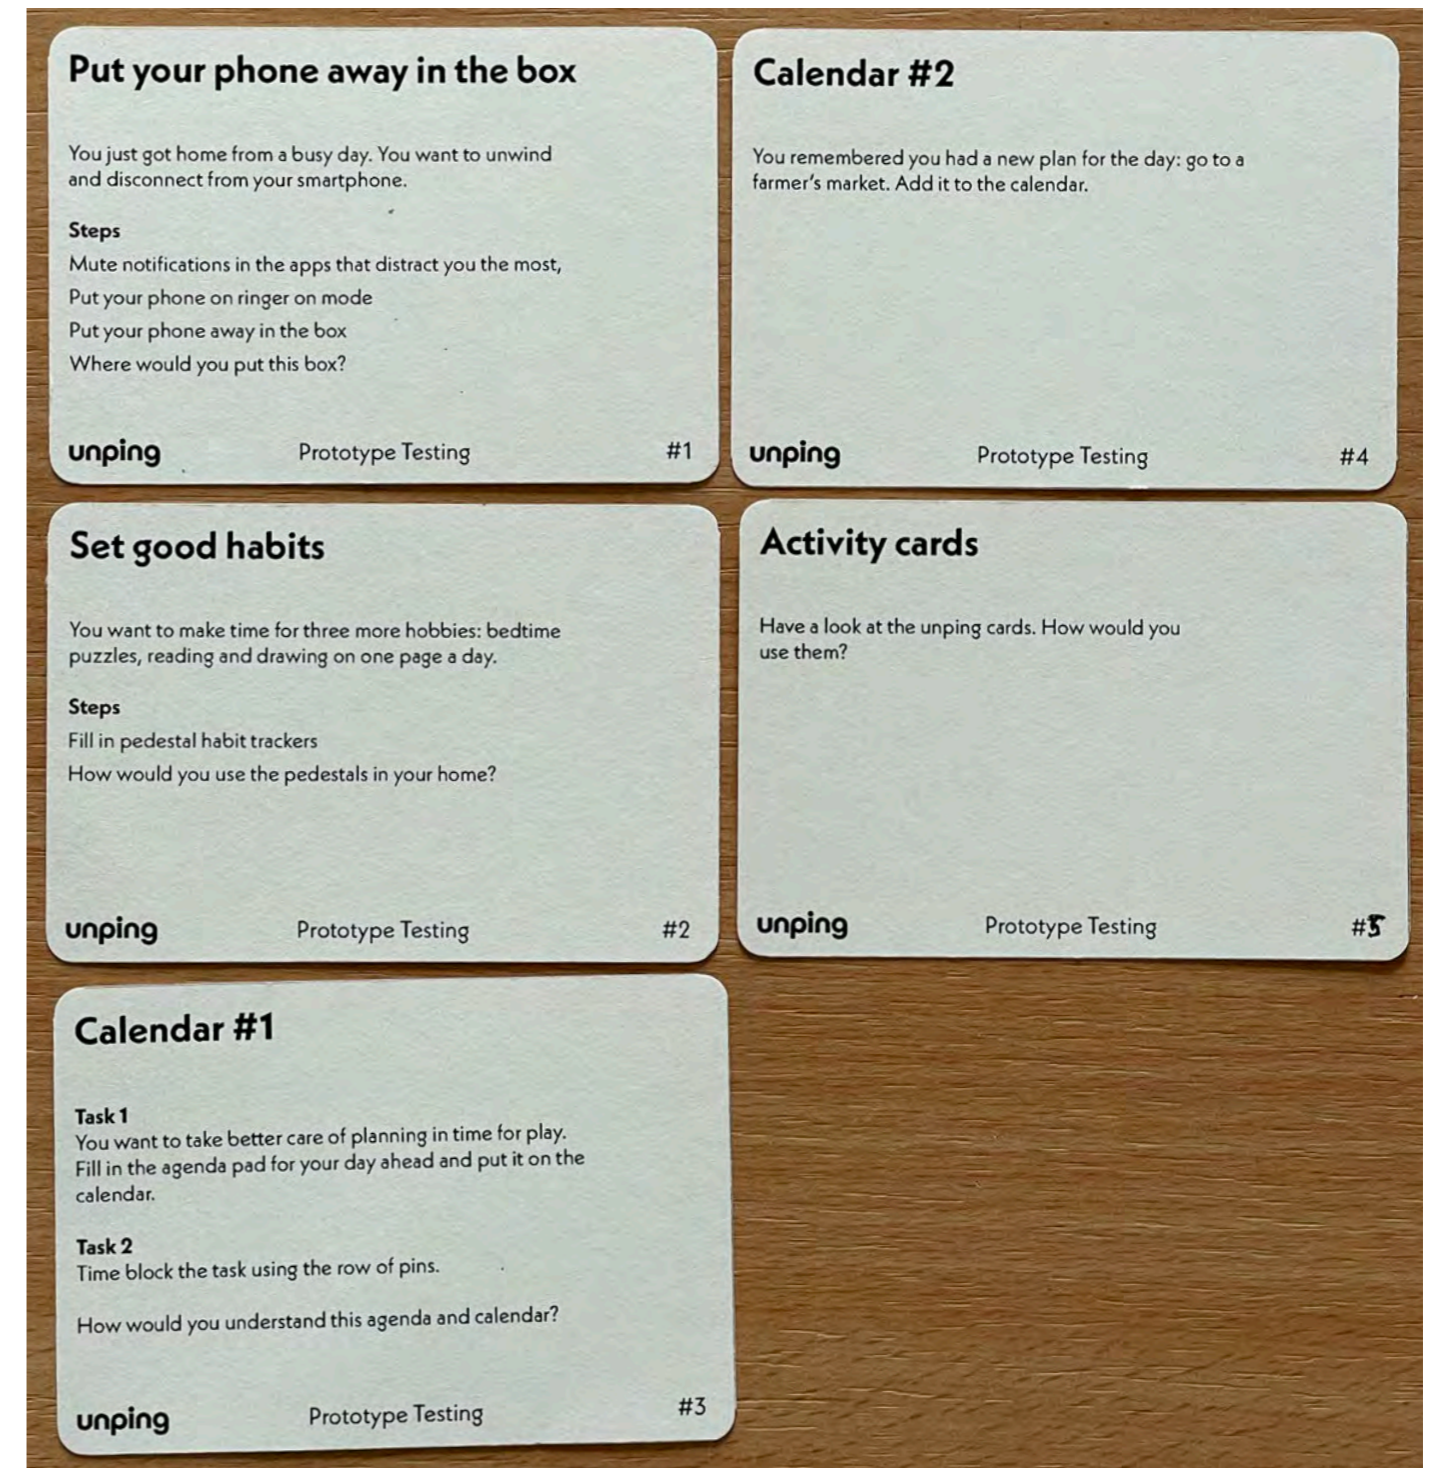 Put your phone away in the box
You just got home from a busy day. You want to unwind
and disconnect from your smartphone.
Steps
Mute notifications in the apps that distract you the most,
Put your phone on ringer on mode
Put your phone away in the box
Where would you put this box?
unping Prototype Testing #1
Set good habits
You want to make time for three more hobbies: bedtime
puzzles, reading and drawing on one page a day.
Steps
Fill in pedestal habit trackers
How would you use the pedestals in your home?
unping Prototype Testing #2
Calendar #1
Task 1
You want to take better care of planning in time for play.
Fill in the agenda pad for your day ahead and put it on the
calendar.
Task 2
Time block the task using the row of pins.
How would you understand this agenda and calendar?
unping Prototype Testing #3
Calendar #2
You remembered you had a new plan for the day: go to a
farmer's market. Add it to the calendar.
unping Prototype Testing #4
Activity cards
Have a look at the unping cards. How would you
use them?
unping Prototype Testing #5